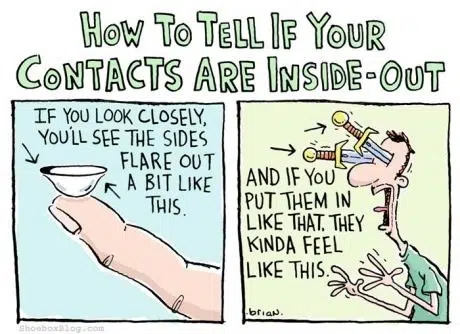 How To Tell If Your
Contacts Are Inside-Out
IF YOU LOOK CLOSELY,
YOU'LL SEE THE SIDES
FLARE OUT
A BIT LIKE
THIS.
AND IF YOU
PUT THEM IN
LIKE THAT, THEY
KINDA FEEL
LIKE THIS.
brian.
ShoeboxBlog.com